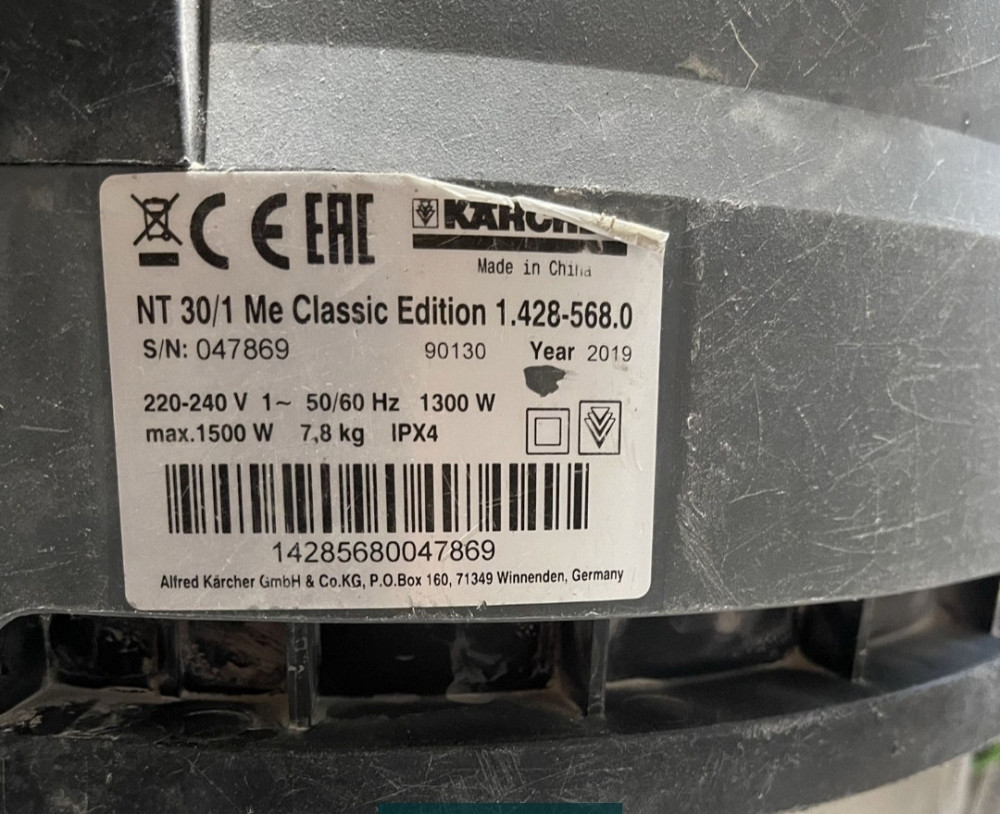 CE EAC KÄRCHER
Made in China
NT 30/1 Me Classic Edition 1.428-568.0
S/N: 047869 90130 Year 2019
220-240 V 1~ 50/60 Hz 1300 W
max.1500 W 7,8 kg IPX4
14285680047869
Alfred Kärcher GmbH & Co.KG, P.O.Box 160, 71349 Winnenden, Germany